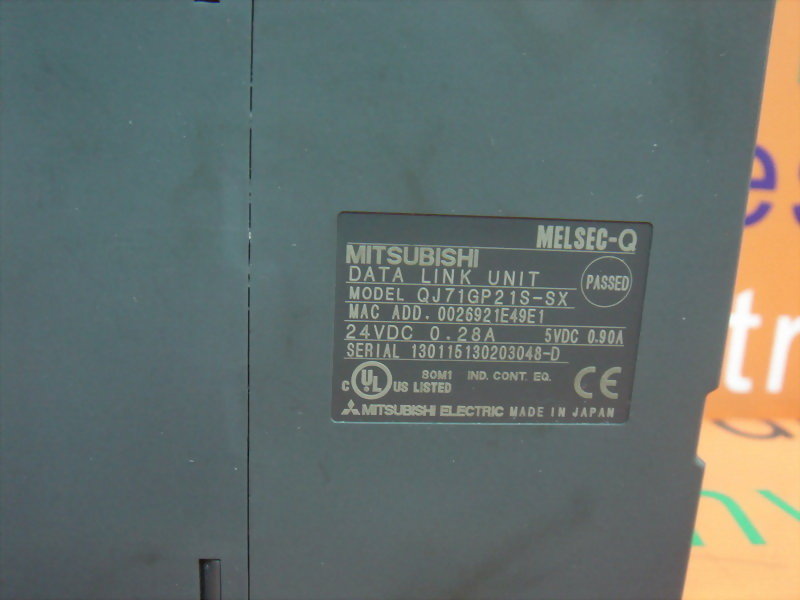 MELSEC-Q
MITSUBISHI
DATA LINK UNIT
PASSED
MODEL QJ71GP21S-SX
MAC ADD. 0026921E49E1
24VDC 0.28A 5VDC 0.90A
SERIAL 130115130203048-D
C UL US LISTED 80M1 IND. CONT. EQ. CE
MITSUBISHI ELECTRIC MADE IN JAPAN